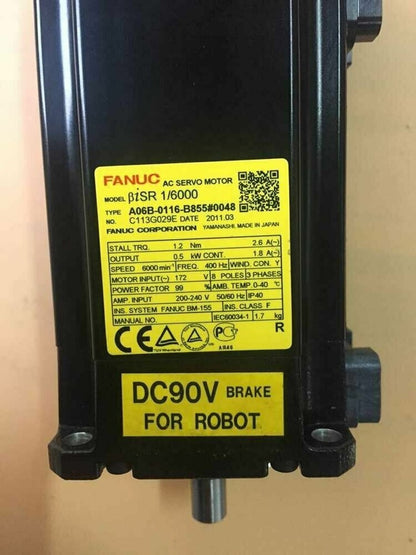 FANUC AC SERVO MOTOR
MODEL βiSR 1/6000
TYPE A06B-0116-B855#0048
NO. C113G029E DATE 2011.03
FANUC CORPORATION YAMANASHI, MADE IN JAPAN
STALL TRQ. 1.2 Nm 2.6 A(~)
OUTPUT 0.5 kW CONT. 1.8 A(~)
SPEED 6000 min⁻¹ FREQ. 400 Hz WIND. CON. Y
MOTOR INPUT(~) 172 V 8 POLES 3 PHASES
POWER FACTOR 99 % AMB. TEMP. 0-40 ℃
AMP. INPUT 200-240 V 50/60 Hz IP40
INS. SYSTEM FANUC BM-155 INS. CLASS F
MANUAL NO. IEC60034-1 1.7 kg
CE TÜV R
DC90V BRAKE
FOR ROBOT